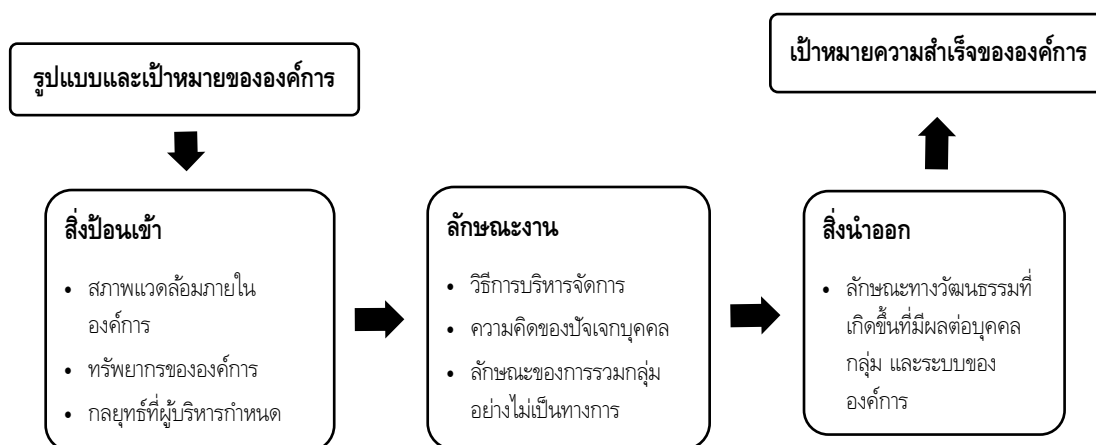 รูปแบบและเป้าหมายขององค์การ
เป้าหมายความสำเร็จขององค์การ
สิ่งป้อนเข้า
• สภาพแวดล้อมภายใน
องค์การ
• ทรัพยากรขององค์การ
• กลยุทธ์ที่ผู้บริหารกำหนด
ลักษณะงาน
• วิธีการบริหารจัดการ
• ความคิดของปัจเจกบุคคล
• ลักษณะของการรวมกลุ่ม
อย่างไม่เป็นทางการ
สิ่งนำออก
• ลักษณะทางวัฒนธรรมที่
เกิดขึ้นที่มีผลต่อบุคคล
กลุ่ม และระบบของ
องค์การ